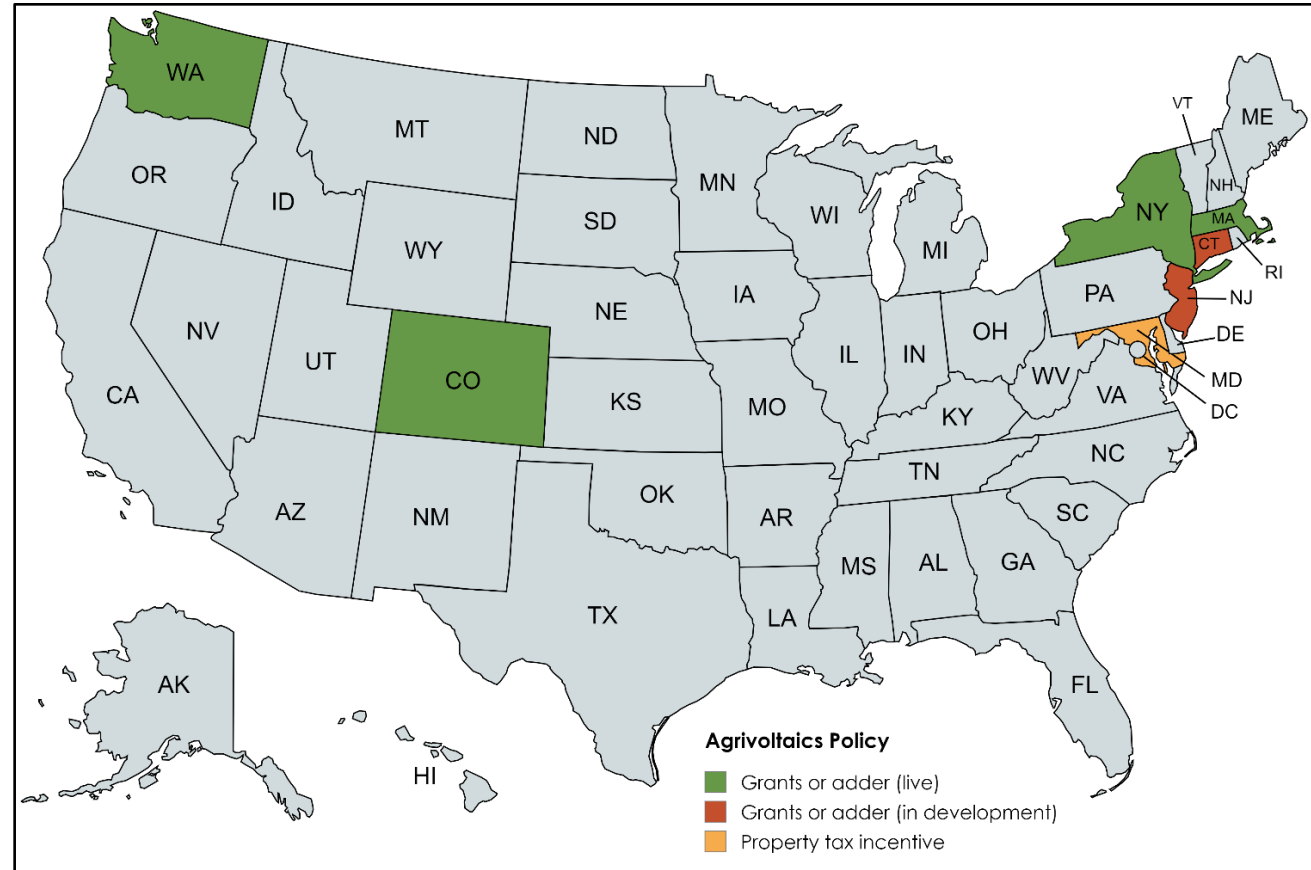 WA
MT
ND
MN
VT
ME
OR
ID
SD
WI
NH
NY
MA
WY
MI
CT
RI
IA
PA
NJ
NV
NE
OH
DE
UT
IL
IN
CA
CO
WV
MD
KS
MO
VA
DC
KY
NC
TN
AZ
NM
OK
AR
SC
MS
AL
GA
TX
LA
AK
FL
HI
Agrivoltaics Policy
Grants or adder (live)
Grants or adder (in development)
Property tax incentive